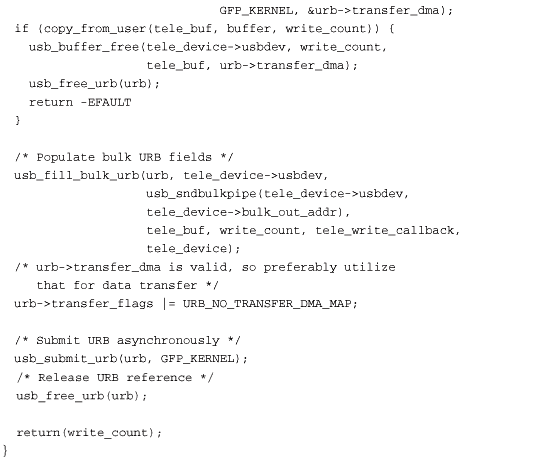 GFP_KERNEL, &urb->transfer_dma);
if (copy_from_user(tele_buf, buffer, write_count)) {
usb_buffer_free(tele_device->usbdev, write_count,
tele_buf, urb->transfer_dma);
usb_free_urb(urb);
return -EFAULT
}
/* Populate bulk URB fields */
usb_fill_bulk_urb(urb, tele_device->usbdev,
usb_sndbulkpipe(tele_device->usbdev,
tele_device->bulk_out_addr),
tele_buf, write_count, tele_write_callback,
tele_device);
/* urb->transfer_dma is valid, so preferably utilize
that for data transfer */
urb->transfer_flags |= URB_NO_TRANSFER_DMA_MAP;
/* Submit URB asynchronously */
usb_submit_urb(urb, GFP_KERNEL);
/* Release URB reference */
usb_free_urb(urb);
return(write_count);
}